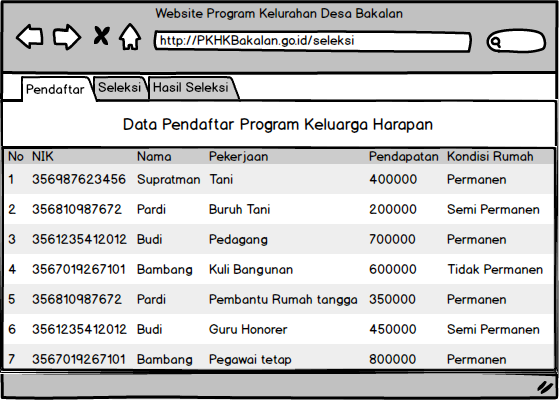 Website Program Kelurahan Desa Bakalan
http://PKHKBakalan.go.id/seleksi
Pendaftar Seleksi Hasil Seleksi
Data Pendaftar Program Keluarga Harapan
No NIK Nama Pekerjaan Pendapatan Kondisi Rumah
1 356987623456 Supratman Tani 400000 Permanen
2 356810987672 Pardi Buruh Tani 200000 Semi Permanen
3 3561235412012 Budi Pedagang 700000 Permanen
4 3567019267101 Bambang Kuli Bangunan 600000 Tidak Permanen
5 356810987672 Pardi Pembantu Rumah tangga 350000 Permanen
6 3561235412012 Budi Guru Honorer 450000 Semi Permanen
7 3567019267101 Bambang Pegawai tetap 800000 Permanen